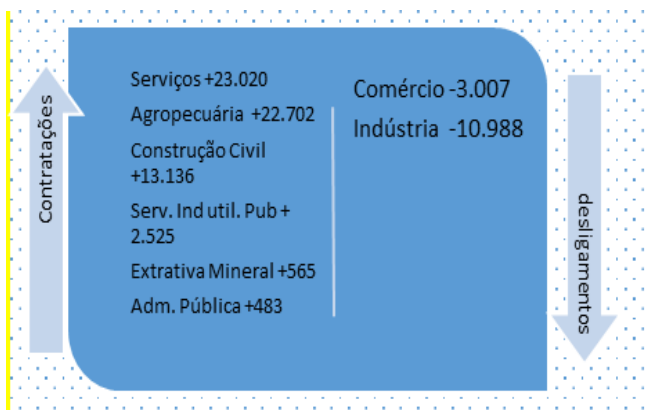 Contratações
Serviços +23.020
Agropecuária +22.702
Construção Civil
+13.136
Serv. Ind util. Pub +
2.525
Extrativa Mineral +565
Adm. Pública +483
Comércio -3.007
Indústria -10.988
desligamentos